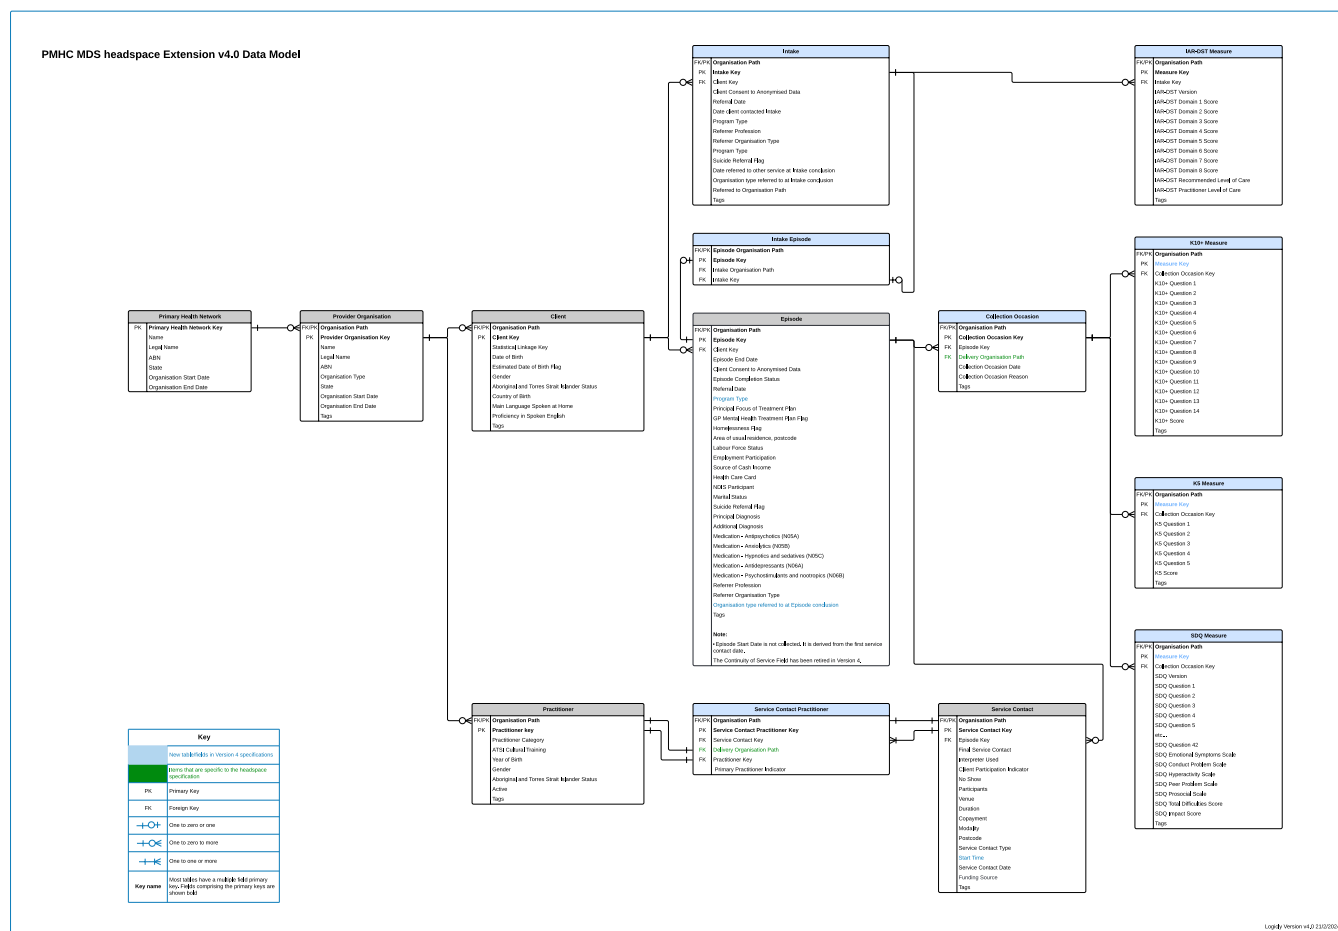 PMHC MDS headspace Extension v4.0 Data Model
Intake
FK/PK Organisation Path
PK Intake Key
FK Client Key
Client Consent to Anonymised Data
Referral Date
Date client contacted Intake
Program Type
Referrer Profession
Referrer Organisation Type
Program Type
Suicide Referral Flag
Date referred to other service at Intake conclusion
Organisation type referred to at Intake conclusion
Referred to Organisation Path
Tags
IAR-DST Measure
FK/PK Organisation Path
PK Measure Key
FK Intake Key
IAR-DST Version
IAR-DST Domain 1 Score
IAR-DST Domain 2 Score
IAR-DST Domain 3 Score
IAR-DST Domain 4 Score
IAR-DST Domain 5 Score
IAR-DST Domain 6 Score
IAR-DST Domain 7 Score
IAR-DST Domain 8 Score
IAR-DST Recommended Level of Care
IAR-DST Practitioner Level of Care
Tags
Intake Episode
FK/PK Episode Organisation Path
PK Episode Key
FK Intake Organisation Path
FK Intake Key
K10+ Measure
FK/PK Organisation Path
PK Measure Key
FK Collection Occasion Key
K10+ Question 1
K10+ Question 2
K10+ Question 3
K10+ Question 4
K10+ Question 5
K10+ Question 6
K10+ Question 7
K10+ Question 8
K10+ Question 9
K10+ Question 10
K10+ Question 11
K10+ Question 12
K10+ Question 13
K10+ Question 14
K10+ Score
Tags
Primary Health Network
PK Primary Health Network Key
Name
Legal Name
ABN
State
Organisation Start Date
Organisation End Date
Provider Organisation
FK/PK Organisation Path
PK Provider Organisation Key
Name
Legal Name
ABN
Organisation Type
State
Organisation Start Date
Organisation End Date
Tags
Client
FK/PK Organisation Path
PK Client Key
Statistical Linkage Key
Date of Birth
Estimated Date of Birth Flag
Gender
Aboriginal and Torres Strait Islander Status
Country of Birth
Main Language Spoken at Home
Proficiency in Spoken English
Tags
Episode
FK/PK Organisation Path
PK Episode Key
FK Client Key
Episode End Date
Client Consent to Anonymised Data
Episode Completion Status
Referral Date
Program Type
Principal Focus of Treatment Plan
GP Mental Health Treatment Plan Flag
Homelessness Flag
Area of usual residence, postcode
Labour Force Status
Employment Participation
Source of Cash Income
Health Care Card
NDIS Participant
Marital Status
Suicide Referral Flag
Principal Diagnosis
Additional Diagnosis
Medication - Antipsychotics (N05A)
Medication - Anxiolytics (N05B)
Medication - Hypnotics and sedatives (N05C)
Medication - Antidepressants (N06A)
Medication - Psychostimulants and nootropics (N06B)
Referrer Profession
Referrer Organisation Type
Organisation type referred to at Episode conclusion
Tags
Note:
• Episode Start Date is not collected. It is derived from the first service
contact date.
The Continuity of Service Field has been retired in Version 4.
Collection Occasion
FK/PK Organisation Path
PK Collection Occasion Key
FK Episode Key
FK Delivery Organisation Path
Collection Occasion Date
Collection Occasion Reason
Tags
K5 Measure
FK/PK Organisation Path
PK Measure Key
FK Collection Occasion Key
K5 Question 1
K5 Question 2
K5 Question 3
K5 Question 4
K5 Question 5
K5 Score
Tags
SDQ Measure
FK/PK Organisation Path
PK Measure Key
FK Collection Occasion Key
SDQ Version
SDQ Question 1
SDQ Question 2
SDQ Question 3
SDQ Question 4
SDQ Question 5
etc...
SDQ Question 42
SDQ Emotional Symptoms Scale
SDQ Conduct Problem Scale
SDQ Hyperactivity Scale
SDQ Peer Problem Scale
SDQ Prosocial Scale
SDQ Total Difficulties Score
SDQ Impact Score
Tags
Practitioner
FK/PK Organisation Path
PK Practitioner key
Practitioner Category
ATSI Cultural Training
Year of Birth
Gender
Aboriginal and Torres Strait Islander Status
Active
Tags
Service Contact Practitioner
FK/PK Organisation Path
PK Service Contact Practitioner Key
FK Service Contact Key
FK Delivery Organisation Path
FK Practitioner Key
Primary Practitioner Indicator
Service Contact
FK/PK Organisation Path
PK Service Contact Key
FK Episode Key
Final Service Contact
Interpreter Used
Client Participation Indicator
No Show
Participants
Venue
Duration
Copayment
Modality
Postcode
Service Contact Type
Start Time
Service Contact Date
Funding Source
Tags
Key
New table/fields in Version 4 specifications
Items that are specific to the headspace
specification
PK Primary Key
FK Foreign Key
One to zero or one
One to zero to more
One to one or more
Key name
Most tables have a multiple field primary
key. Fields comprising the primary keys are
shown bold
Logisly Version v4.0 21/2/202